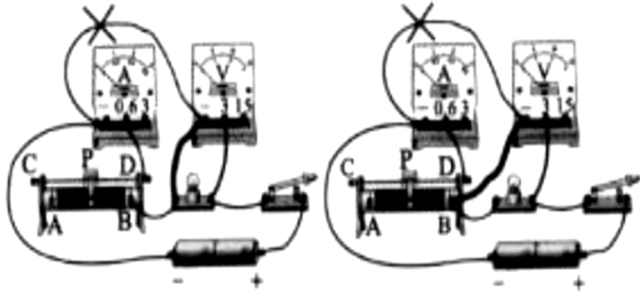 A V A V
- 0.6 3 - 3 15 - 0.6 3 - 3 15
C P D C P D
A B A B
- + - +